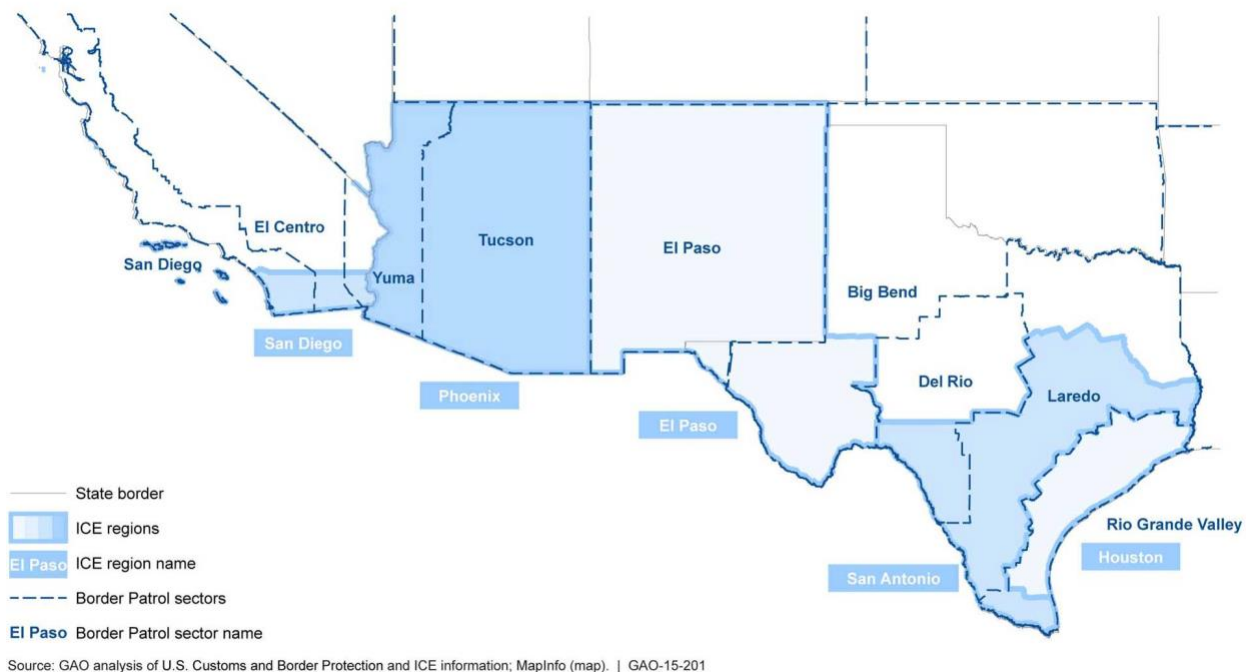 El Centro
San Diego
Yuma
Tucson
El Paso
Big Bend
Del Rio
Laredo
Rio Grande Valley
San Diego
Phoenix
El Paso
San Antonio
Houston
State border
ICE regions
El Paso ICE region name
Border Patrol sectors
El Paso Border Patrol sector name
Source: GAO analysis of U.S. Customs and Border Protection and ICE information; MapInfo (map). | GAO-15-201